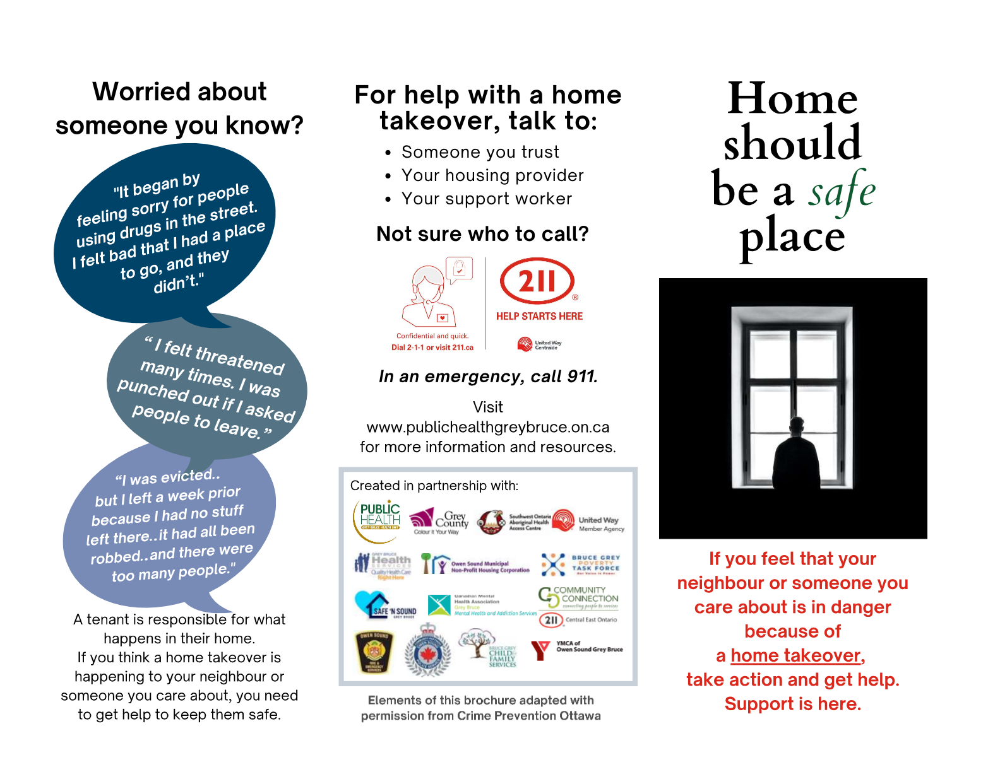 Worried about
someone you know?
"It began by
feeling sorry for people
using drugs in the street.
I felt bad that I had a place
to go, and they
didn't."
“ I felt threatened
many times. I was
punched out if I asked
people to leave.”
“I was evicted..
but I left a week prior
because I had no stuff
left there..it had all been
robbed..and there were
too many people."
A tenant is responsible for what
happens in their home.
If you think a home takeover is
happening to your neighbour or
someone you care about, you need
to get help to keep them safe.
For help with a home
takeover, talk to:
• Someone you trust
• Your housing provider
• Your support worker
Not sure who to call?
Confidential and quick.
Dial 2-1-1 or visit 211.ca
211
®
HELP STARTS HERE
United Way
Centraide
In an emergency, call 911.
Visit
www.publichealthgreybruce.on.ca
for more information and resources.
Created in partnership with:
PUBLIC
HEALTH
GREY BRUCE HEALTH UNIT
Grey
County
Colour It Your Way
Southwest Ontario
Aboriginal Health
Access Centre
United Way
Member Agency
GREY BRUCE
Health
SERVICES
Quality Health Care
Right Here
Owen Sound Municipal
Non-Profit Housing Corporation
BRUCE GREY
POVERTY
TASK FORCE
Our Voice is Power
SAFE 'N SOUND
GREY BRUCE
Canadian Mental
Health Association
Grey Bruce
Mental Health and Addiction Services
COMMUNITY
CONNECTION
connecting people to services
211
Central East Ontario
OWEN SOUND
FIRE &
EMERGENCY
SERVICES
BRUCE GREY
CHILD
FAMILY
SERVICES
YMCA of
Owen Sound Grey Bruce
Elements of this brochure adapted with
permission from Crime Prevention Ottawa
Home
should
be a safe
place
If you feel that your
neighbour or someone you
care about is in danger
because of
a home takeover,
take action and get help.
Support is here.